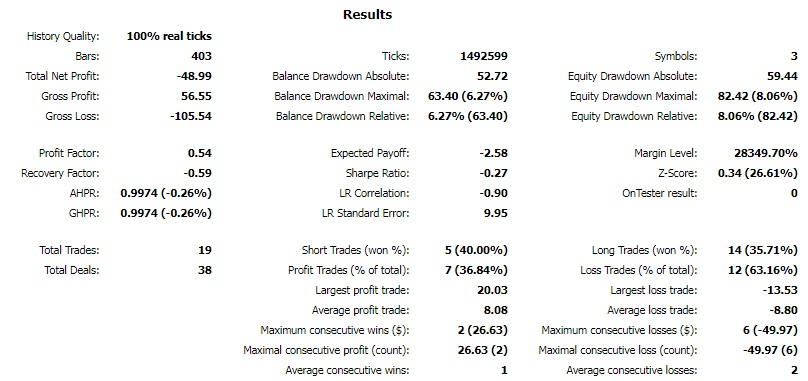 Results
History Quality: 100% real ticks
Bars: 403 Ticks: 1492599 Symbols: 3
Total Net Profit: -48.99 Balance Drawdown Absolute: 52.72 Equity Drawdown Absolute: 59.44
Gross Profit: 56.55 Balance Drawdown Maximal: 63.40 (6.27%) Equity Drawdown Maximal: 82.42 (8.06%)
Gross Loss: -105.54 Balance Drawdown Relative: 6.27% (63.40) Equity Drawdown Relative: 8.06% (82.42)
Profit Factor: 0.54 Expected Payoff: -2.58 Margin Level: 28349.70%
Recovery Factor: -0.59 Sharpe Ratio: -0.27 Z-Score: 0.34 (26.61%)
AHPR: 0.9974 (-0.26%) LR Correlation: -0.90 OnTester result: 0
GHPR: 0.9974 (-0.26%) LR Standard Error: 9.95
Total Trades: 19 Short Trades (won %): 5 (40.00%) Long Trades (won %): 14 (35.71%)
Total Deals: 38 Profit Trades (% of total): 7 (36.84%) Loss Trades (% of total): 12 (63.16%)
Largest profit trade: 20.03 Largest loss trade: -13.53
Average profit trade: 8.08 Average loss trade: -8.80
Maximum consecutive wins ($): 2 (26.63) Maximum consecutive losses ($): 6 (-49.97)
Maximal consecutive profit (count): 26.63 (2) Maximal consecutive loss (count): -49.97 (6)
Average consecutive wins: 1 Average consecutive losses: 2